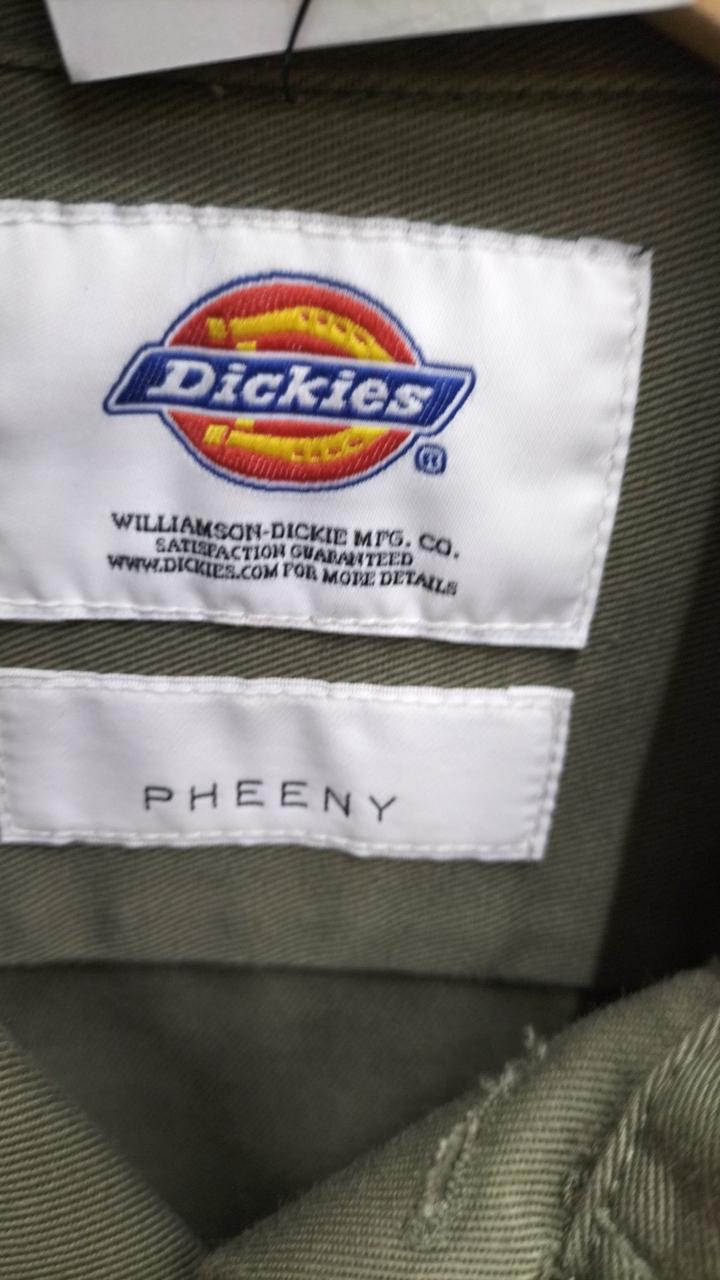 Dickies
®
WILLIAMSON-DICKIE MFG. CO.
SATISFACTION GUARANTEED
WWW.DICKIES.COM FOR MORE DETAILS
PHEENY